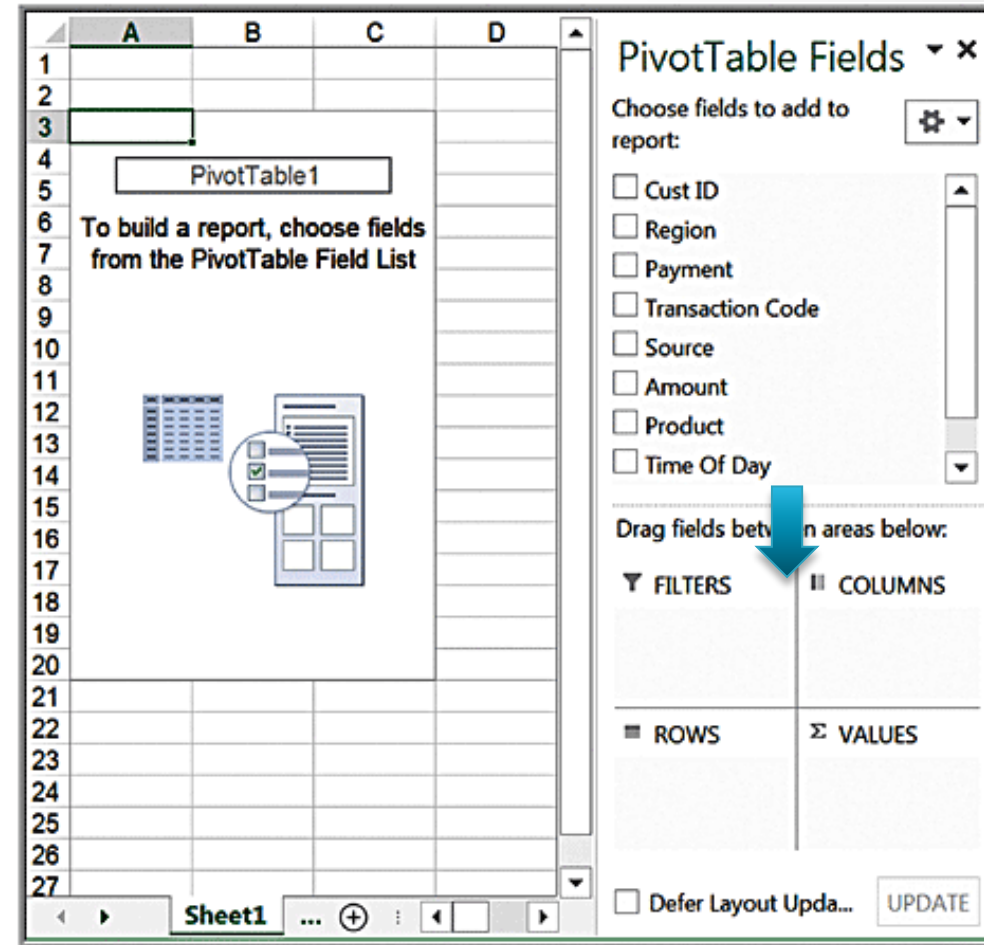 A B C D
1
2
3
4
PivotTable1
5
6
To build a report, choose fields
7
from the PivotTable Field List
8
9
10
11
12
13
14
15
16
17
18
19
20
21
22
23
24
25
26
27
Sheet1 ...
PivotTable Fields
Choose fields to add to
report:
Cust ID
Region
Payment
Transaction Code
Source
Amount
Product
Time Of Day
Drag fields betw n areas below:
FILTERS
COLUMNS
ROWS
Σ VALUES
Defer Layout Upda...
UPDATE